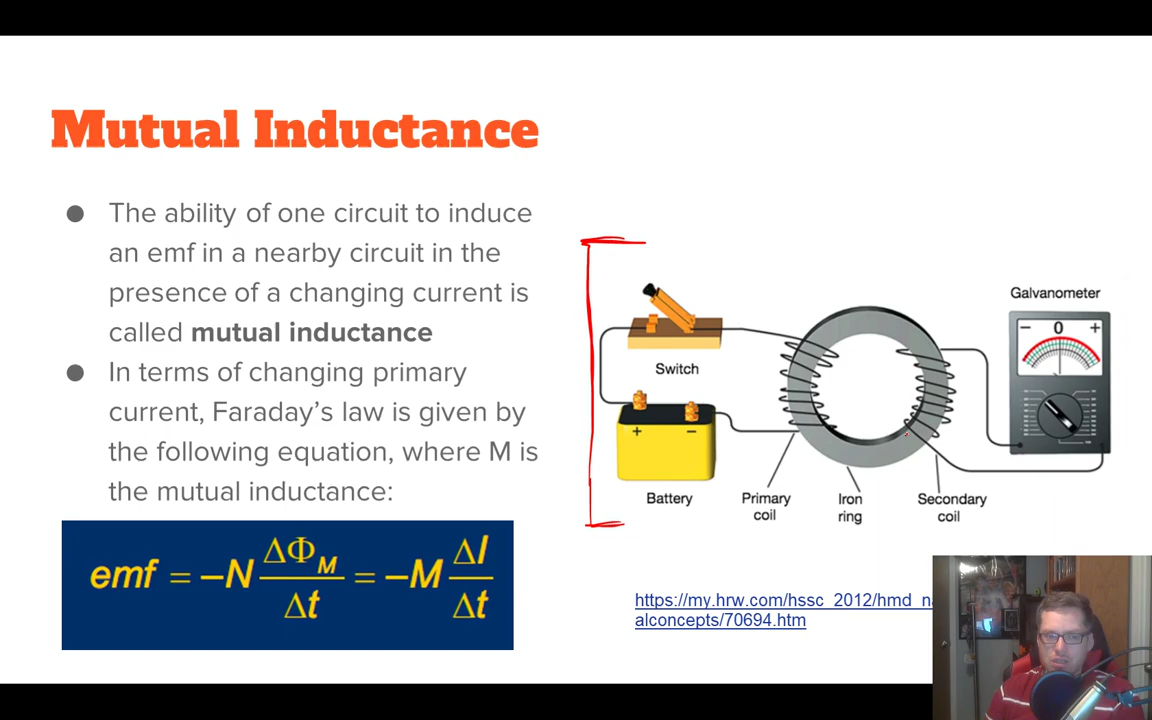 Mutual Inductance
● The ability of one circuit to induce
an emf in a nearby circuit in the
presence of a changing current is
called mutual inductance
● In terms of changing primary
current, Faraday's law is given by
the following equation, where M is
the mutual inductance:
emf = –N ΔΦM/Δt = –M ΔI/Δt
Switch
+ −
Battery
Primary
coil
Iron
ring
Secondary
coil
Galvanometer
− 0 +
https://my.hrw.com/hssc_2012/hmd_
alconcepts/70694.htm